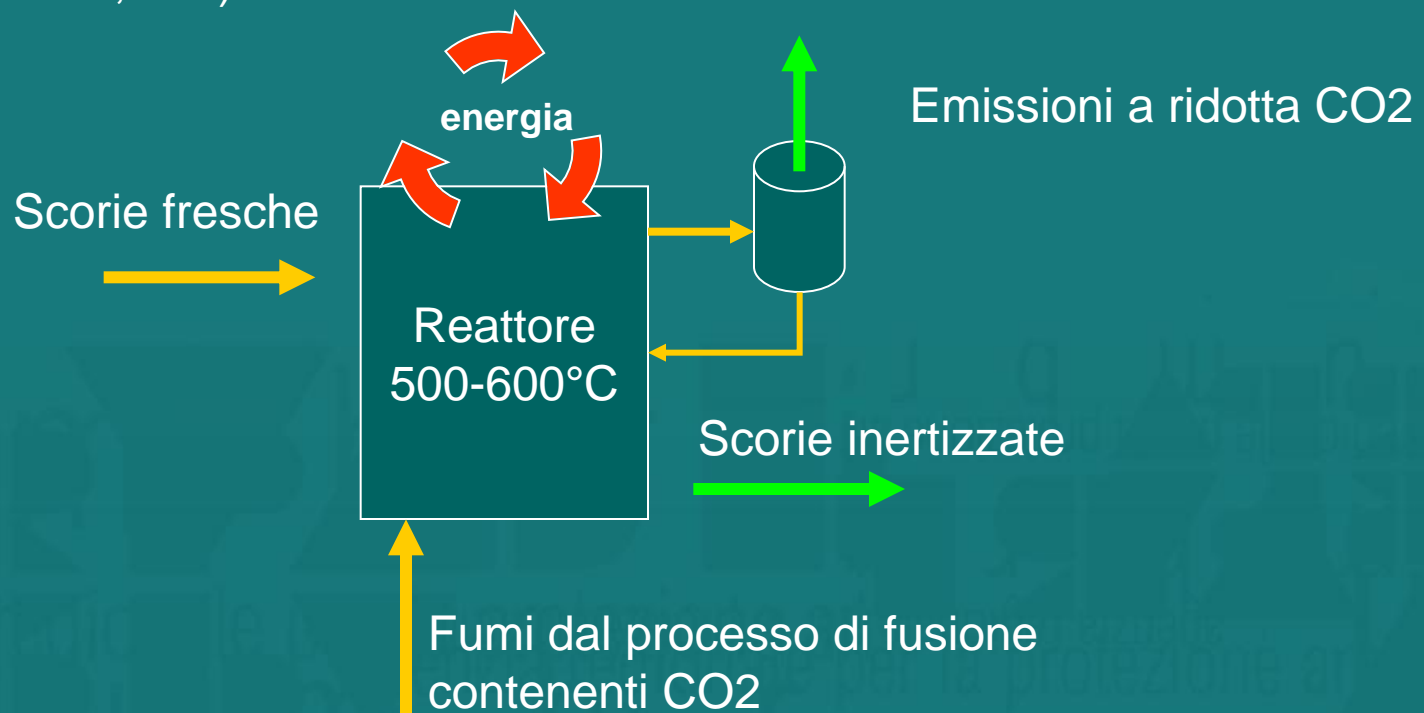 energia
Emissioni a ridotta CO2
Scorie fresche
Reattore
500-600°C
Scorie inertizzate
Fumi dal processo di fusione
contenenti CO2